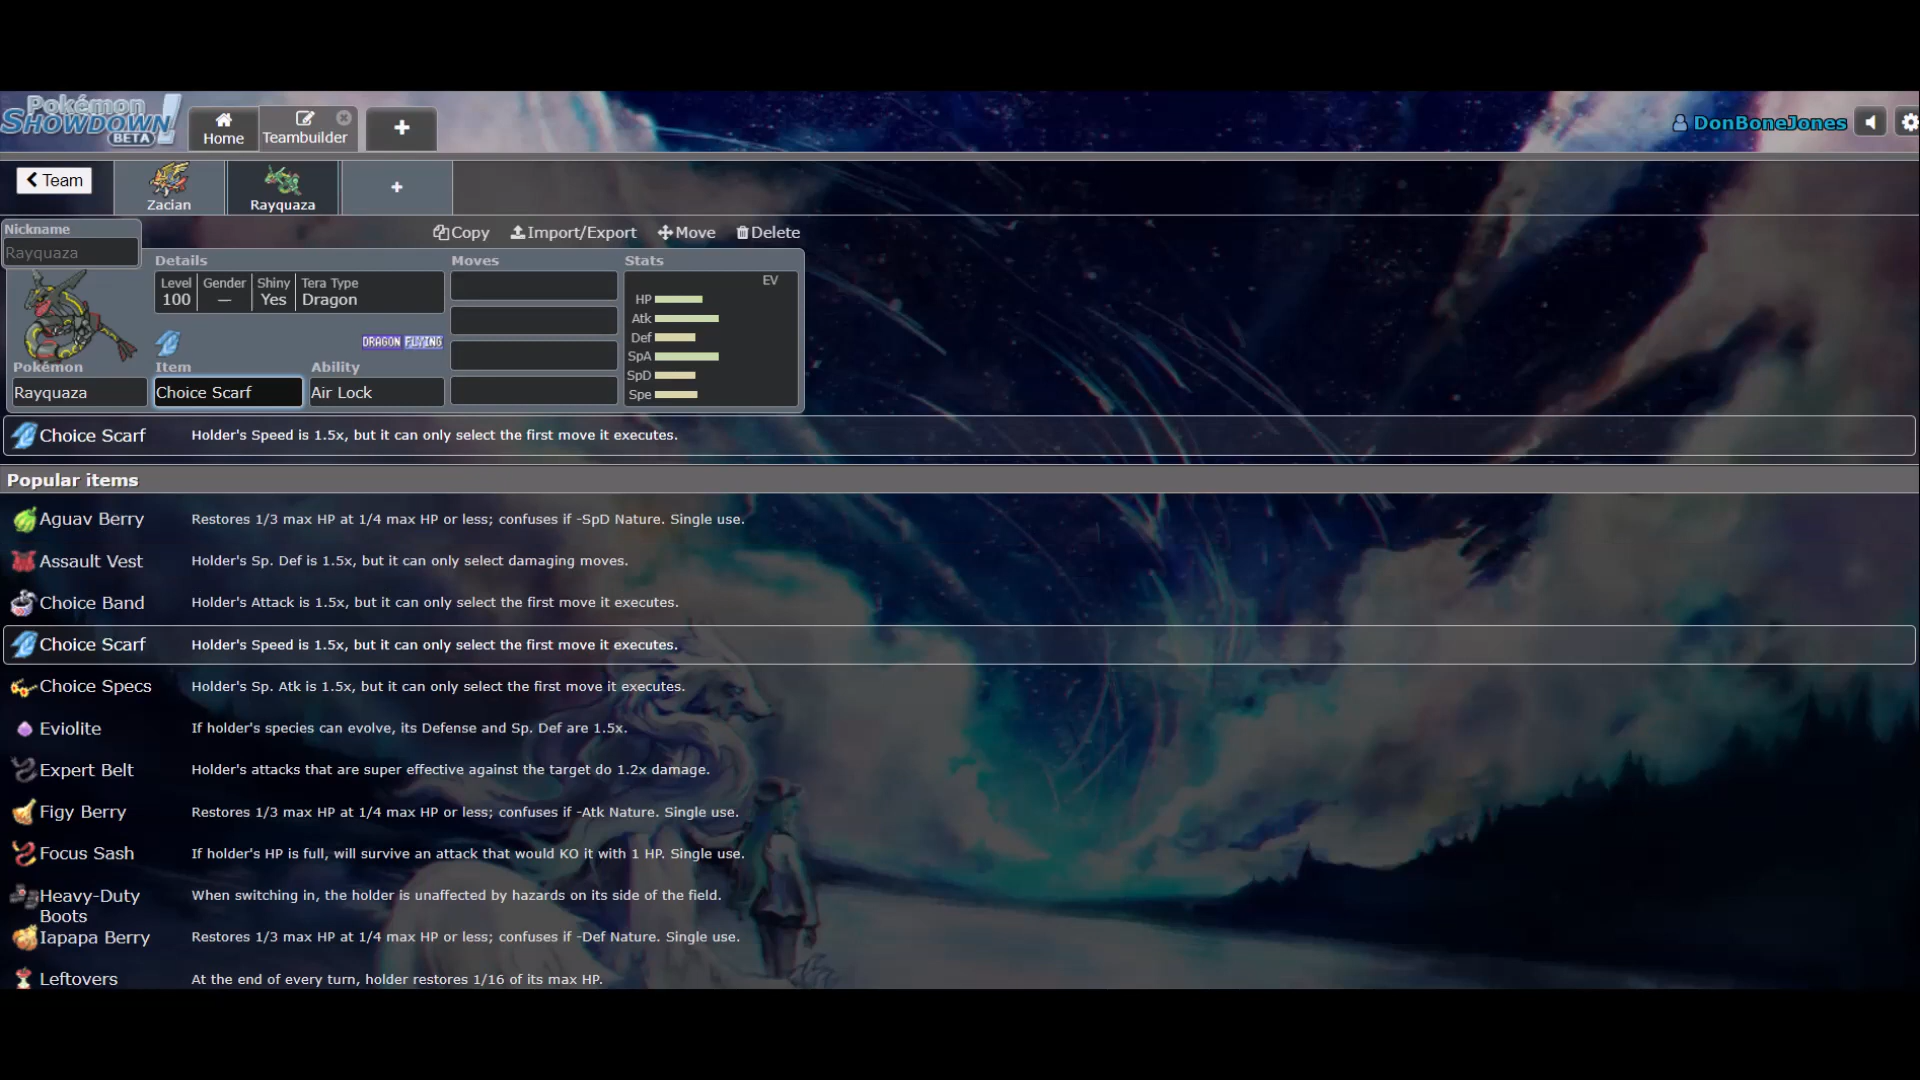 Pokémon
SHOWDOWN!
BETA
Home
Teambuilder
+
DonBoneJones
Team
Zacian
Rayquaza
+
Nickname
Rayquaza
Copy
Import/Export
Move
Delete
Details
Moves
Stats
Level
Gender
Shiny
Tera Type
100
—
Yes
Dragon
EV
HP
Atk
Def
SpA
SpD
Spe
DRAGON FLYING
Pokémon
Item
Ability
Rayquaza
Choice Scarf
Air Lock
Choice Scarf Holder's Speed is 1.5x, but it can only select the first move it executes.
Popular items
Aguav Berry Restores 1/3 max HP at 1/4 max HP or less; confuses if -SpD Nature. Single use.
Assault Vest Holder's Sp. Def is 1.5x, but it can only select damaging moves.
Choice Band Holder's Attack is 1.5x, but it can only select the first move it executes.
Choice Scarf Holder's Speed is 1.5x, but it can only select the first move it executes.
Choice Specs Holder's Sp. Atk is 1.5x, but it can only select the first move it executes.
Eviolite If holder's species can evolve, its Defense and Sp. Def are 1.5x.
Expert Belt Holder's attacks that are super effective against the target do 1.2x damage.
Figy Berry Restores 1/3 max HP at 1/4 max HP or less; confuses if -Atk Nature. Single use.
Focus Sash If holder's HP is full, will survive an attack that would KO it with 1 HP. Single use.
Heavy-Duty Boots When switching in, the holder is unaffected by hazards on its side of the field.
Iapapa Berry Restores 1/3 max HP at 1/4 max HP or less; confuses if -Def Nature. Single use.
Leftovers At the end of every turn, holder restores 1/16 of its max HP.